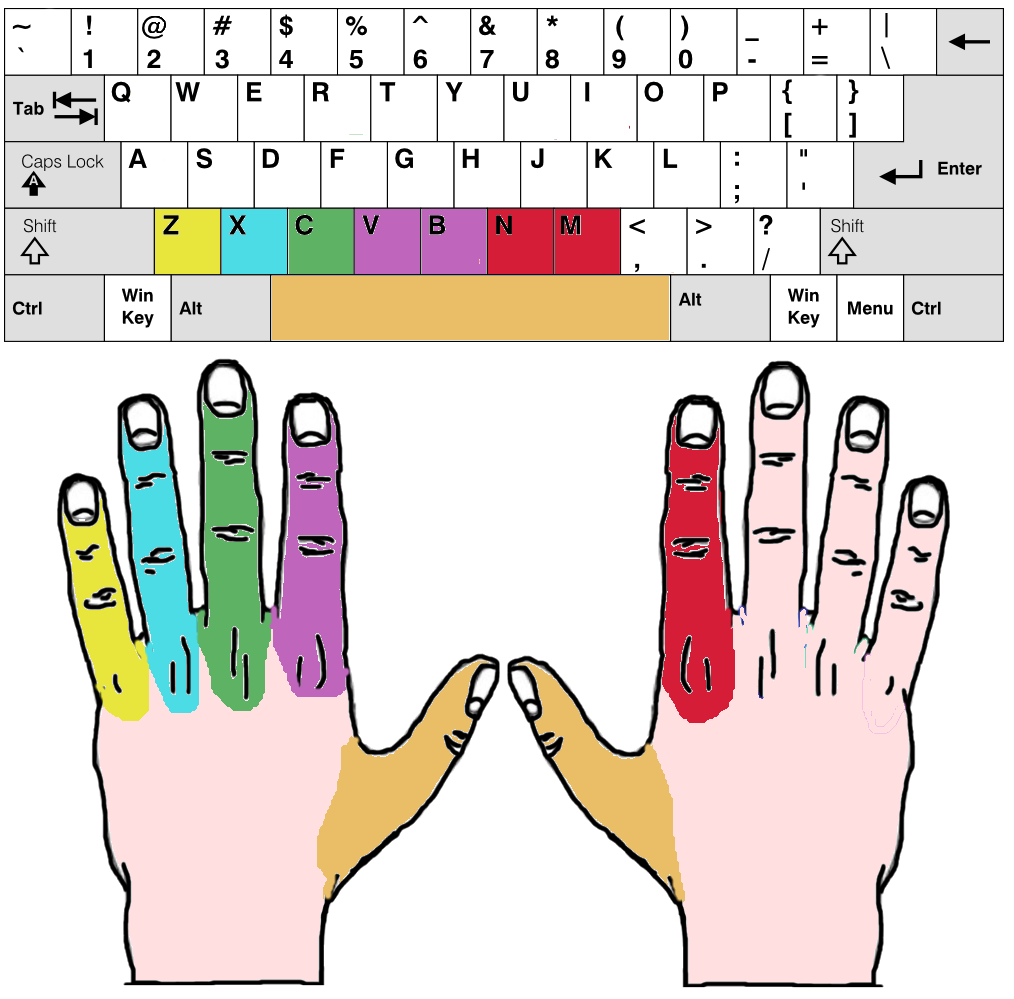 ~ ! @ # $ % ^ & * ( ) _ + |
` 1 2 3 4 5 6 7 8 9 0 - = \
Tab Q W E R T Y U I O P { }
[ ]
Caps Lock A S D F G H J K L : "
A ; ' Enter
Shift Z X C V B N M < > ? Shift
, . /
Ctrl Win Key Alt Alt Win Key Menu Ctrl